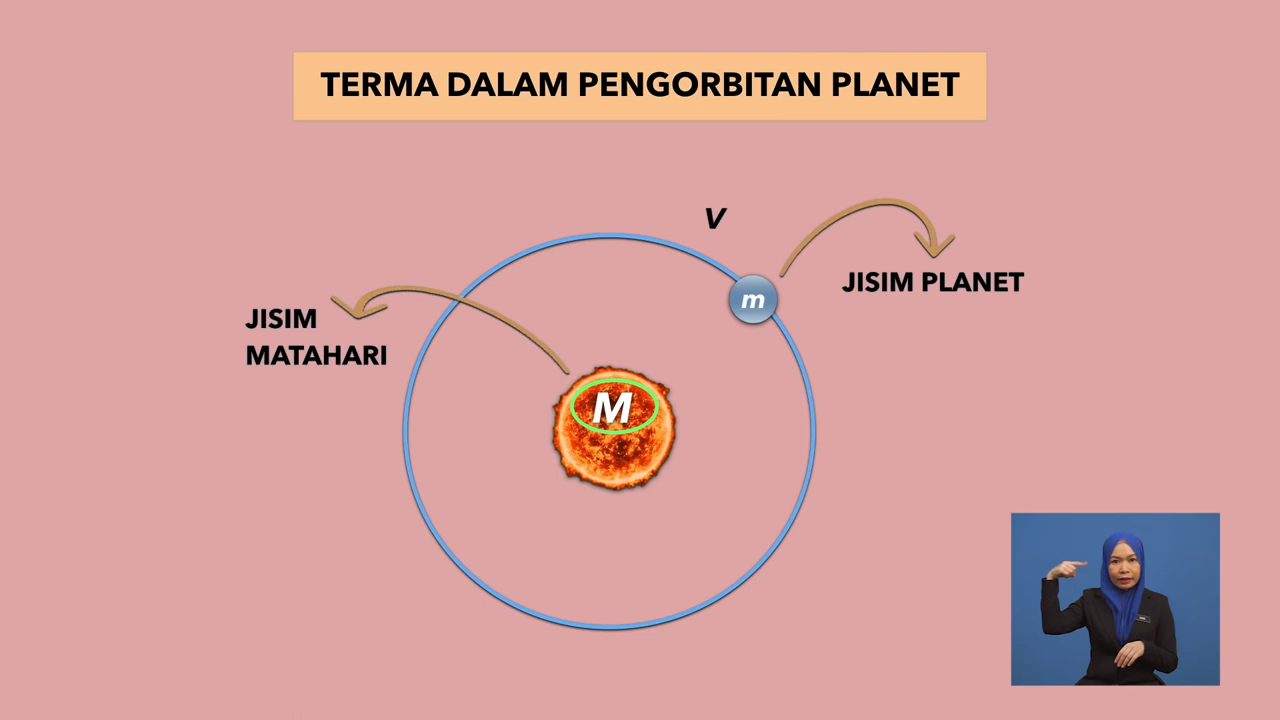 TERMA DALAM PENGORBITAN PLANET
V
m
JISIM PLANET
JISIM
MATAHARI
M